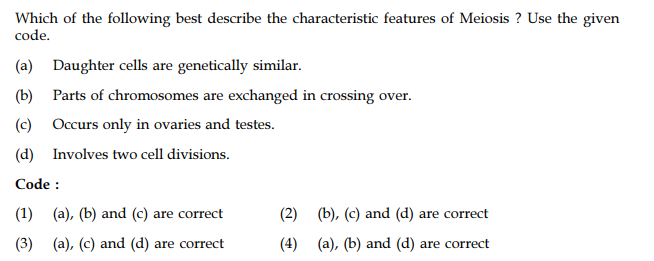 Which of the following best describe the characteristic features of Meiosis ? Use the given
code.
(a) Daughter cells are genetically similar.
(b) Parts of chromosomes are exchanged in crossing over.
(c) Occurs only in ovaries and testes.
(d) Involves two cell divisions.
Code :
(1) (a), (b) and (c) are correct (2) (b), (c) and (d) are correct
(3) (a), (c) and (d) are correct (4) (a), (b) and (d) are correct